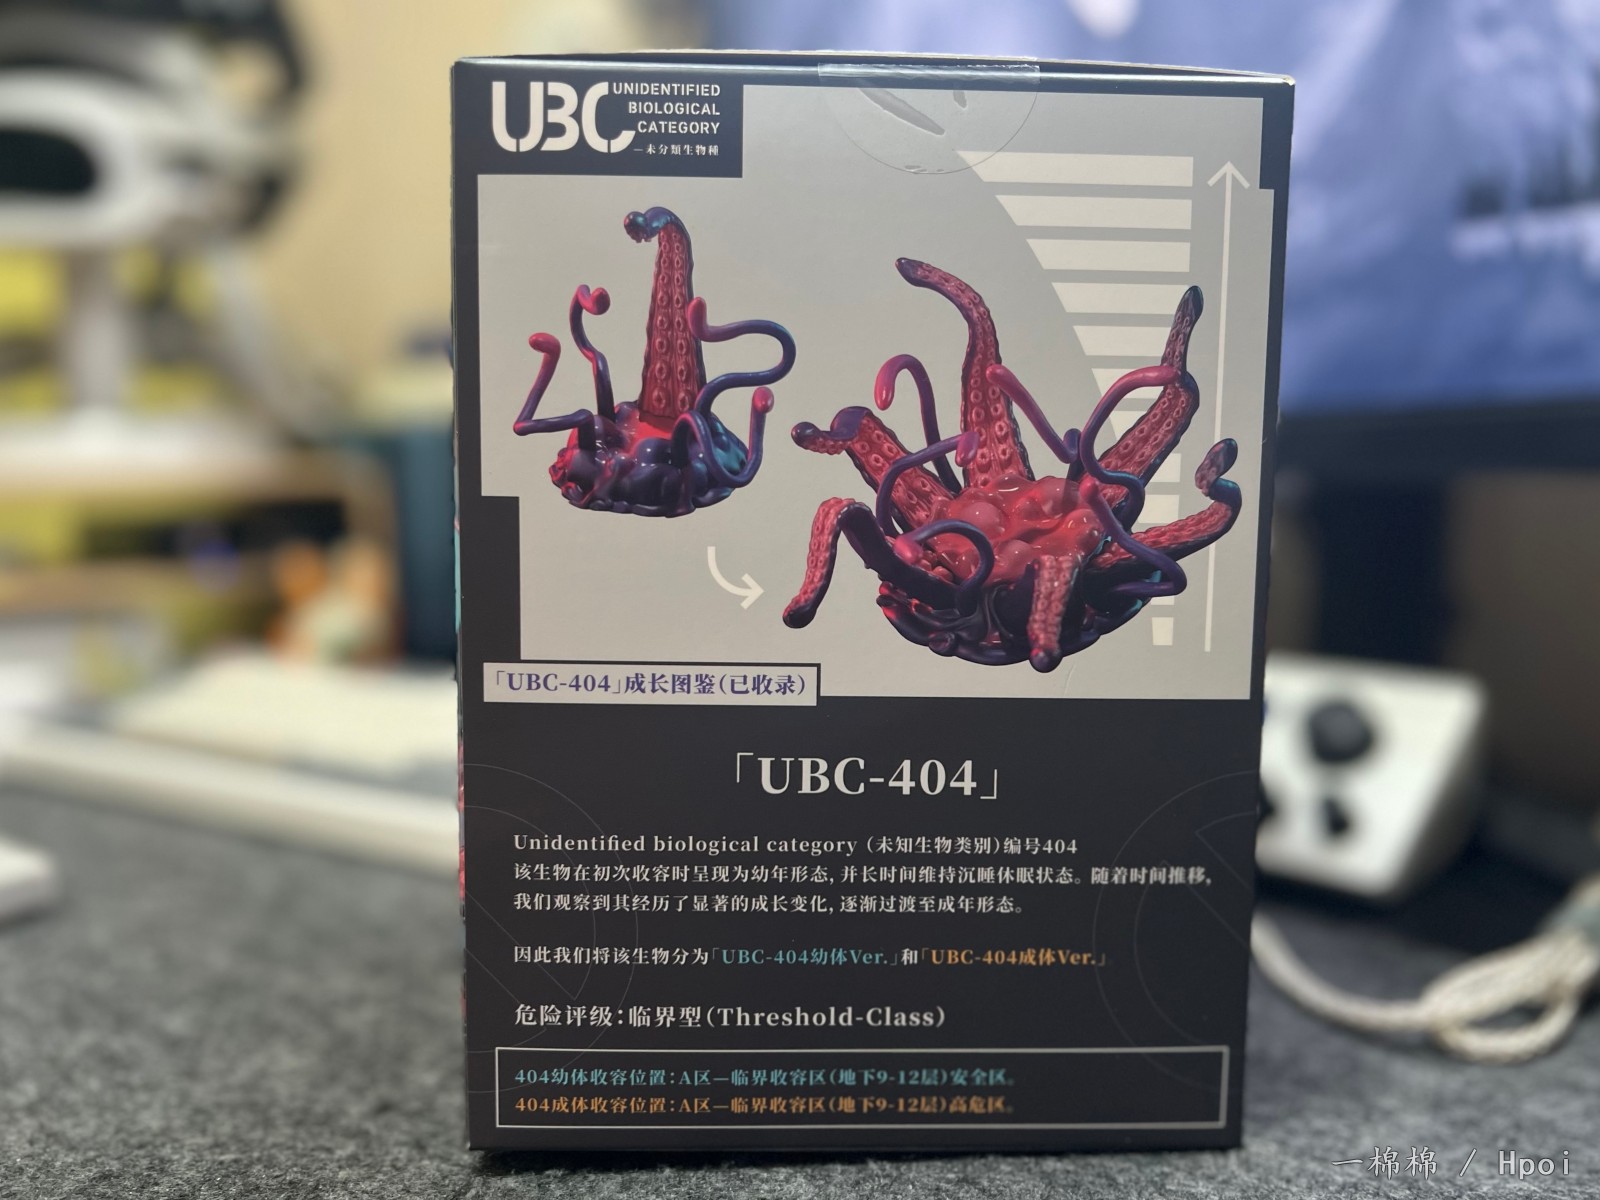 UBC
UNIDENTIFIED
BIOLOGICAL
CATEGORY
—未分類生物種
「UBC-404」成长图鉴(已收录)
「UBC-404」
Unidentified biological category (未知生物类别)编号404
该生物在初次收容时呈现为幼年形态, 并长时间维持沉睡休眠状态。随着时间推移,
我们观察到其经历了显著的成长变化, 逐渐过渡至成年形态。
因此我们将该生物分为「UBC-404幼体Ver.」和「UBC-404成体Ver.」
危险评级:临界型(Threshold-Class)
404幼体收容位置:A区—临界收容区(地下9-12层)安全区。
404成体收容位置:A区—临界收容区(地下9-12层)高危区。
一棉棉 / Hpoi